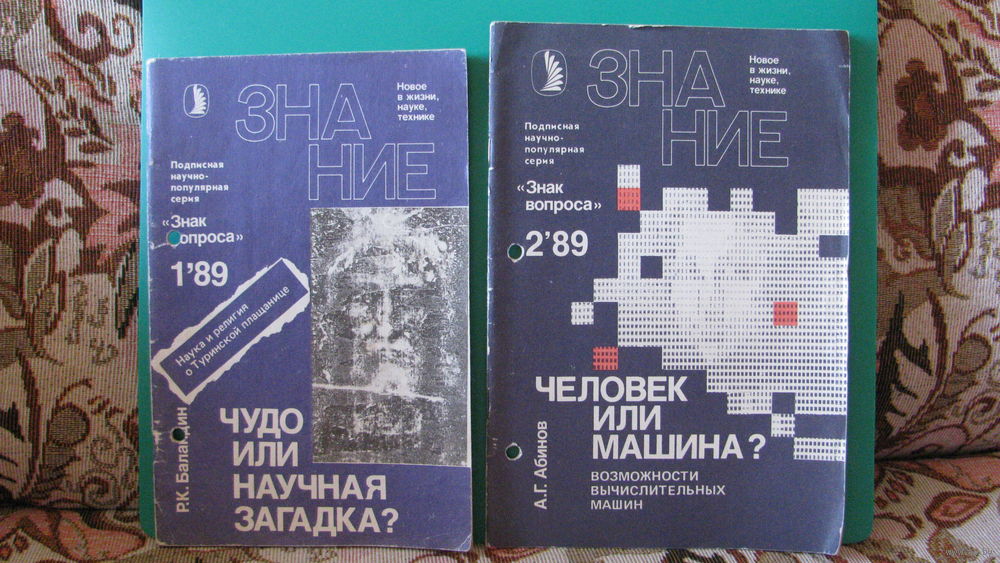 ЗНА
НИЕ
Новое
в жизни,
науке,
технике
Подписная
научно-
популярная
серия
«Знак
вопроса»
1'89
Наука и религия
о Туринской плащанице
Р.К. Баландин
ЧУДО
ИЛИ
НАУЧНАЯ
ЗАГАДКА?
ЗНА
НИЕ
Новое
в жизни,
науке,
технике
Подписная
научно-
популярная
серия
«Знак
вопроса»
2'89
ЧЕЛОВЕК
ИЛИ
МАШИНА?
А.Г. Абинов
ВОЗМОЖНОСТИ
ВЫЧИСЛИТЕЛЬНЫХ
МАШИН